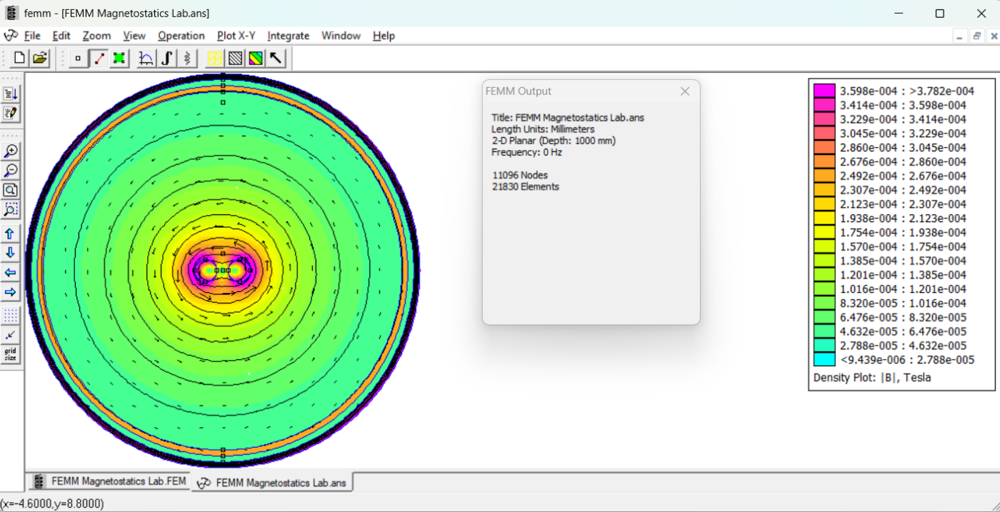 femm - [FEMM Magnetostatics Lab.ans]
File Edit Zoom View Operation Plot X-Y Integrate Window Help
grid
size
FEMM Output
Title: FEMM Magnetostatics Lab.ans
Length Units: Millimeters
2-D Planar (Depth: 1000 mm)
Frequency: 0 Hz
11096 Nodes
21830 Elements
3.598e-004 : >3.782e-004
3.414e-004 : 3.598e-004
3.229e-004 : 3.414e-004
3.045e-004 : 3.229e-004
2.860e-004 : 3.045e-004
2.676e-004 : 2.860e-004
2.492e-004 : 2.676e-004
2.307e-004 : 2.492e-004
2.123e-004 : 2.307e-004
1.938e-004 : 2.123e-004
1.754e-004 : 1.938e-004
1.570e-004 : 1.754e-004
1.385e-004 : 1.570e-004
1.201e-004 : 1.385e-004
1.016e-004 : 1.201e-004
8.320e-005 : 1.016e-004
6.476e-005 : 8.320e-005
4.632e-005 : 6.476e-005
2.788e-005 : 4.632e-005
<9.439e-006 : 2.788e-005
Density Plot: |B|, Tesla
FEMM Magnetostatics Lab.FEM
FEMM Magnetostatics Lab.ans
(x=-4.6000,y=8.8000)